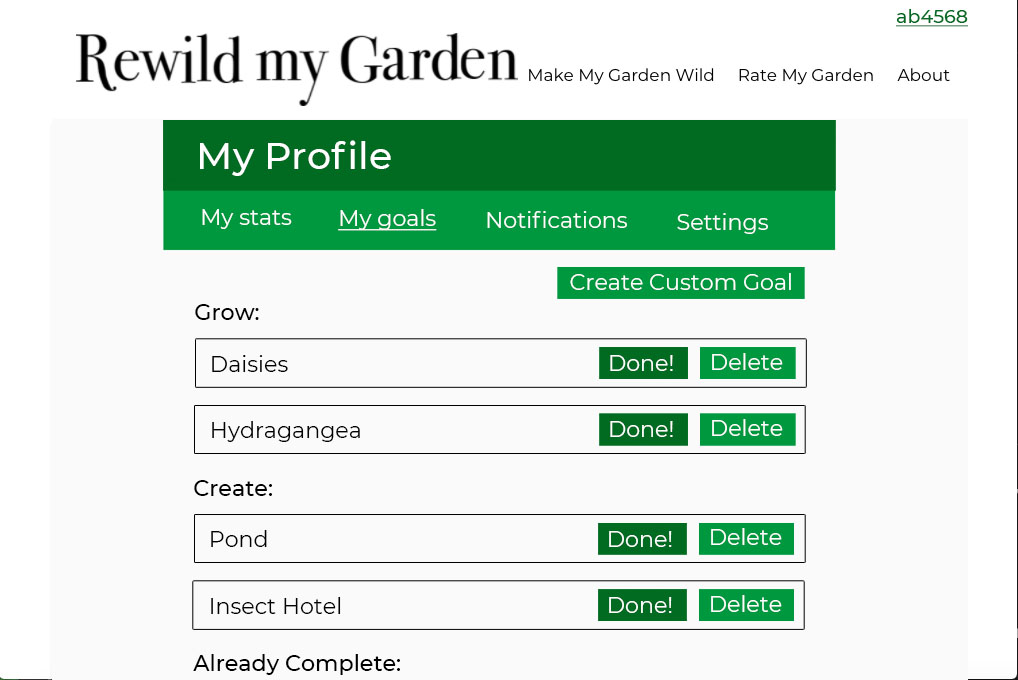 ab4568
Rewild my Garden Make My Garden Wild Rate My Garden About
My Profile
My stats My goals Notifications Settings
Create Custom Goal
Grow:
Daisies Done! Delete
Hydragangea Done! Delete
Create:
Pond Done! Delete
Insect Hotel Done! Delete
Already Complete: